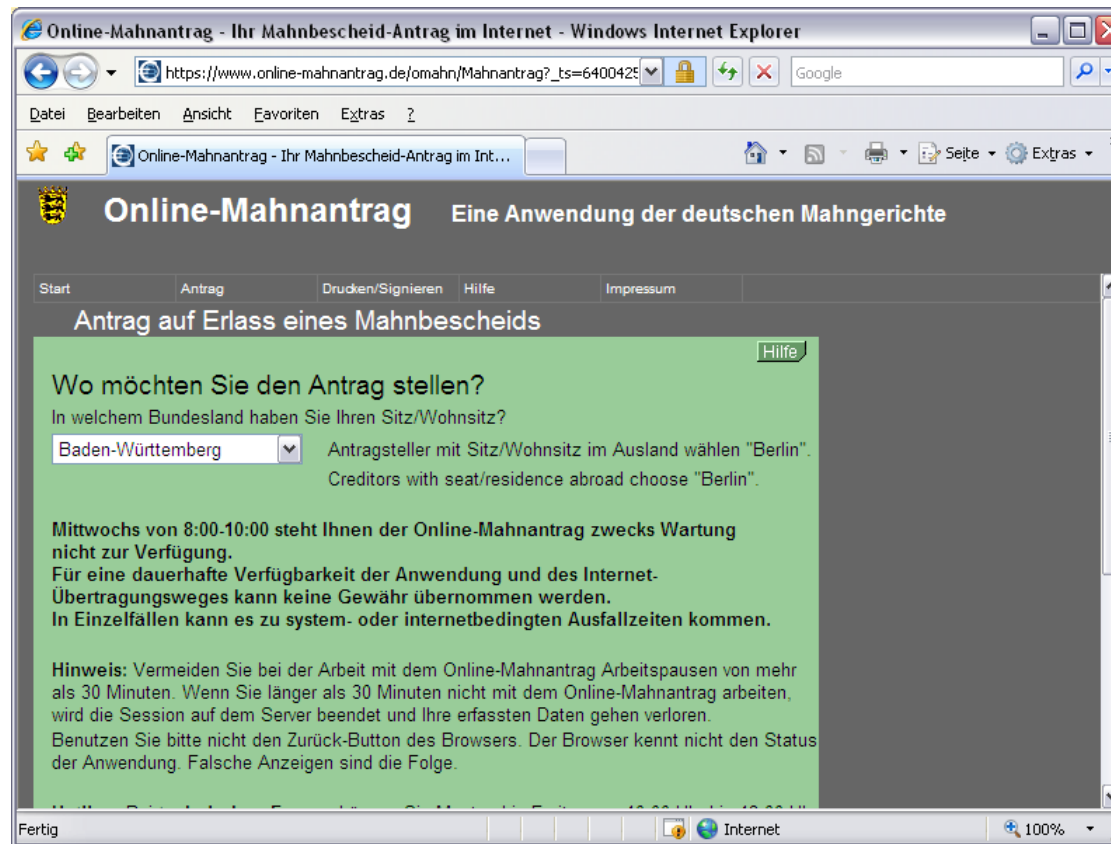 Online-Mahnantrag - Ihr Mahnbescheid-Antrag im Internet - Windows Internet Explorer
https://www.online-mahnantrag.de/omahn/Mahnantrag?_ts=6400425
Google
Datei Bearbeiten Ansicht Favoriten Extras ?
Online-Mahnantrag - Ihr Mahnbescheid-Antrag im Int...
Seite Extras
Online-Mahnantrag Eine Anwendung der deutschen Mahngerichte
Start Antrag Drucken/Signieren Hilfe Impressum
Antrag auf Erlass eines Mahnbescheids
Hilfe
Wo möchten Sie den Antrag stellen?
In welchem Bundesland haben Sie Ihren Sitz/Wohnsitz?
Baden-Württemberg Antragsteller mit Sitz/Wohnsitz im Ausland wählen "Berlin".
Creditors with seat/residence abroad choose "Berlin".
Mittwochs von 8:00-10:00 steht Ihnen der Online-Mahnantrag zwecks Wartung
nicht zur Verfügung.
Für eine dauerhafte Verfügbarkeit der Anwendung und des Internet-
Übertragungsweges kann keine Gewähr übernommen werden.
In Einzelfällen kann es zu system- oder internetbedingten Ausfallzeiten kommen.
Hinweis: Vermeiden Sie bei der Arbeit mit dem Online-Mahnantrag Arbeitspausen von mehr
als 30 Minuten. Wenn Sie länger als 30 Minuten nicht mit dem Online-Mahnantrag arbeiten,
wird die Session auf dem Server beendet und Ihre erfassten Daten gehen verloren.
Benutzen Sie bitte nicht den Zurück-Button des Browsers. Der Browser kennt nicht den Status
der Anwendung. Falsche Anzeigen sind die Folge.
Fertig Internet 100%